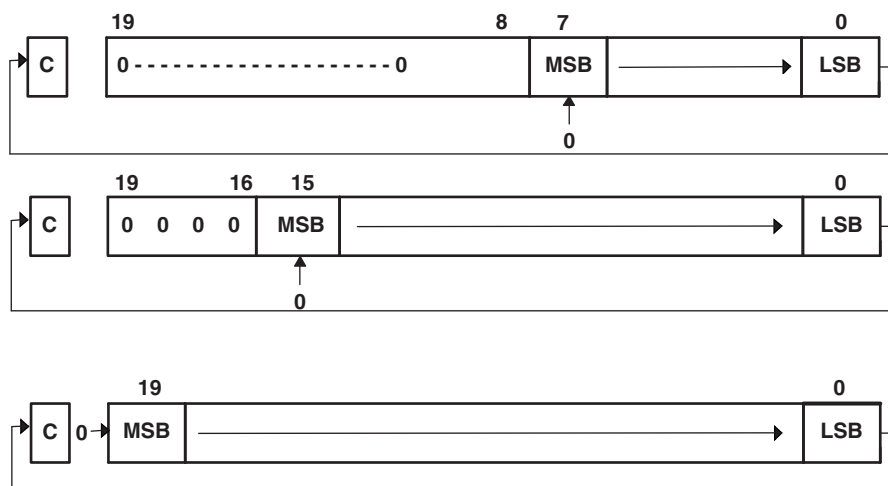 19 8 7 0
C 0 - - - - - - - - - - - - - - - - - - - 0 MSB LSB
0
19 16 15 0
C 0 0 0 0 MSB LSB
0
19 0
C 0 MSB LSB